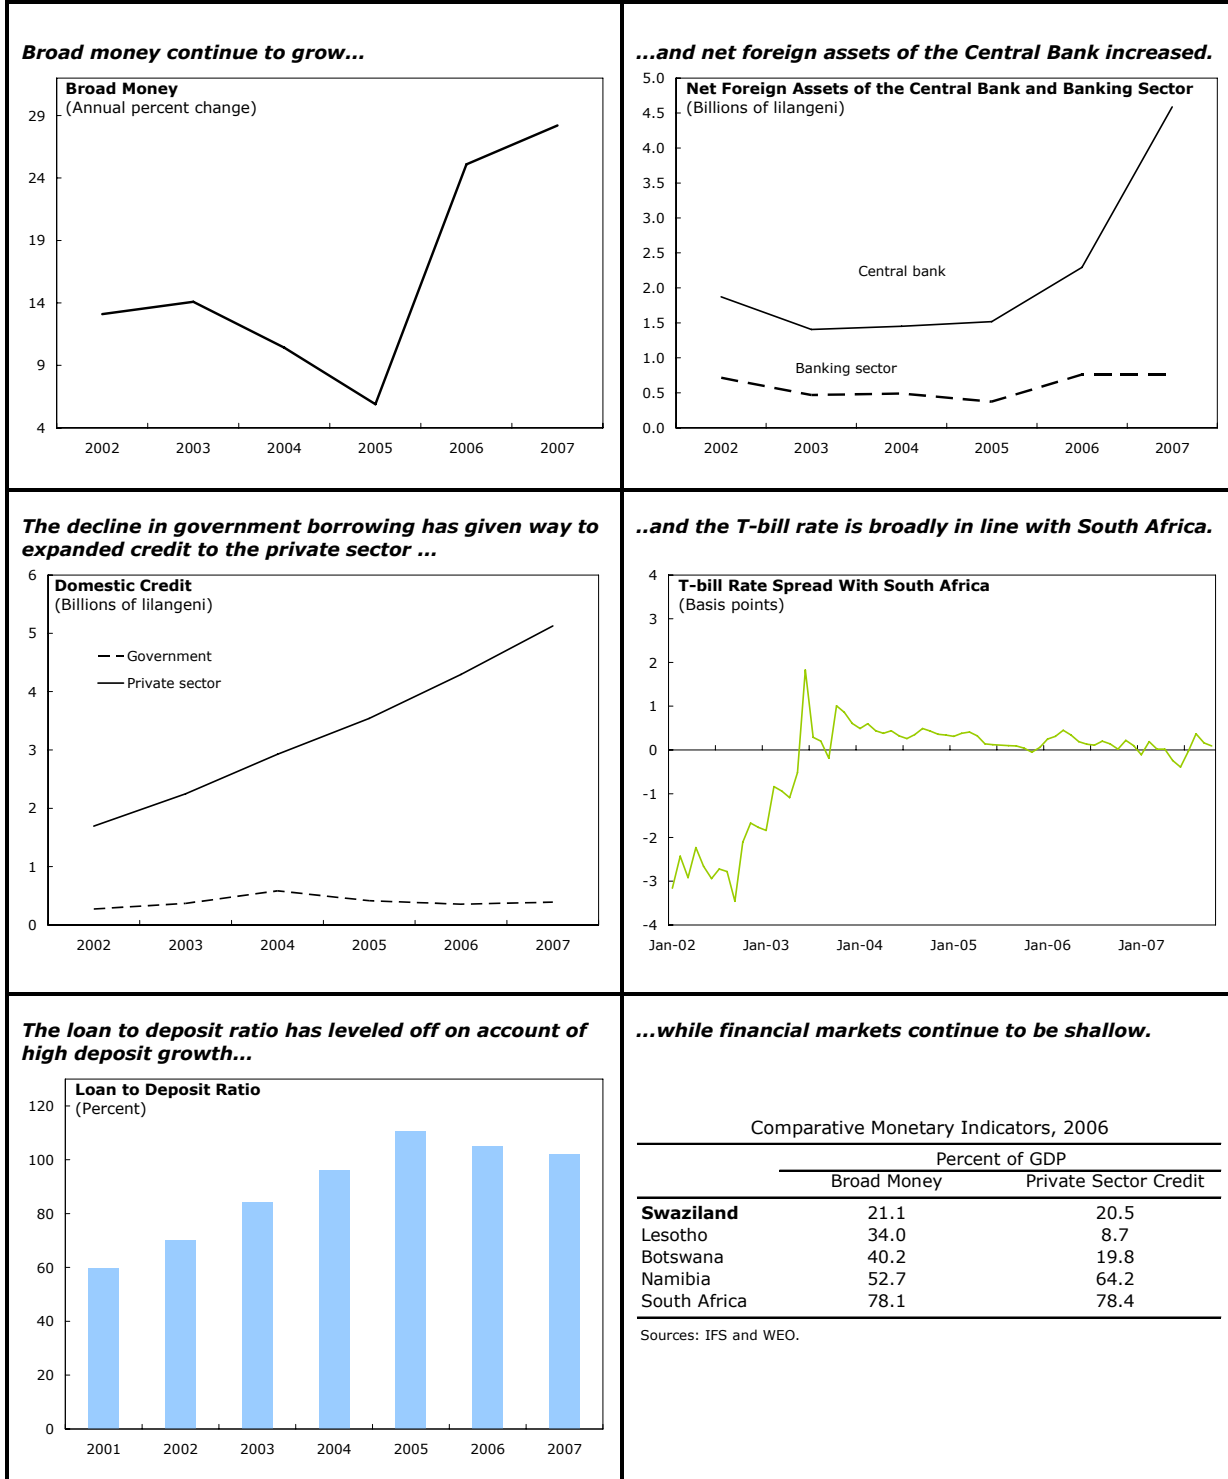 Broad money continue to grow...
Broad Money
(Annual percent change)
29
24
19
14
9
4
2002 2003 2004 2005 2006 2007
...and net foreign assets of the Central Bank increased.
5.0
Net Foreign Assets of the Central Bank and Banking Sector
(Billions of lilangeni)
4.5
4.0
3.5
3.0
2.5
Central bank
2.0
1.5
1.0
Banking sector
0.5
0.0
2002 2003 2004 2005 2006 2007
The decline in government borrowing has given way to
expanded credit to the private sector ...
6
Domestic Credit
(Billions of lilangeni)
5
Government
4
Private sector
3
2
1
0
2002 2003 2004 2005 2006 2007
..and the T-bill rate is broadly in line with South Africa.
4
T-bill Rate Spread With South Africa
(Basis points)
3
2
1
0
-1
-2
-3
-4
Jan-02 Jan-03 Jan-04 Jan-05 Jan-06 Jan-07
The loan to deposit ratio has leveled off on account of
high deposit growth...
Loan to Deposit Ratio
(Percent)
120
100
80
60
40
20
0
2001 2002 2003 2004 2005 2006 2007
...while financial markets continue to be shallow.
Comparative Monetary Indicators, 2006
Percent of GDP
Broad Money Private Sector Credit
Swaziland 21.1 20.5
Lesotho 34.0 8.7
Botswana 40.2 19.8
Namibia 52.7 64.2
South Africa 78.1 78.4
Sources: IFS and WEO.